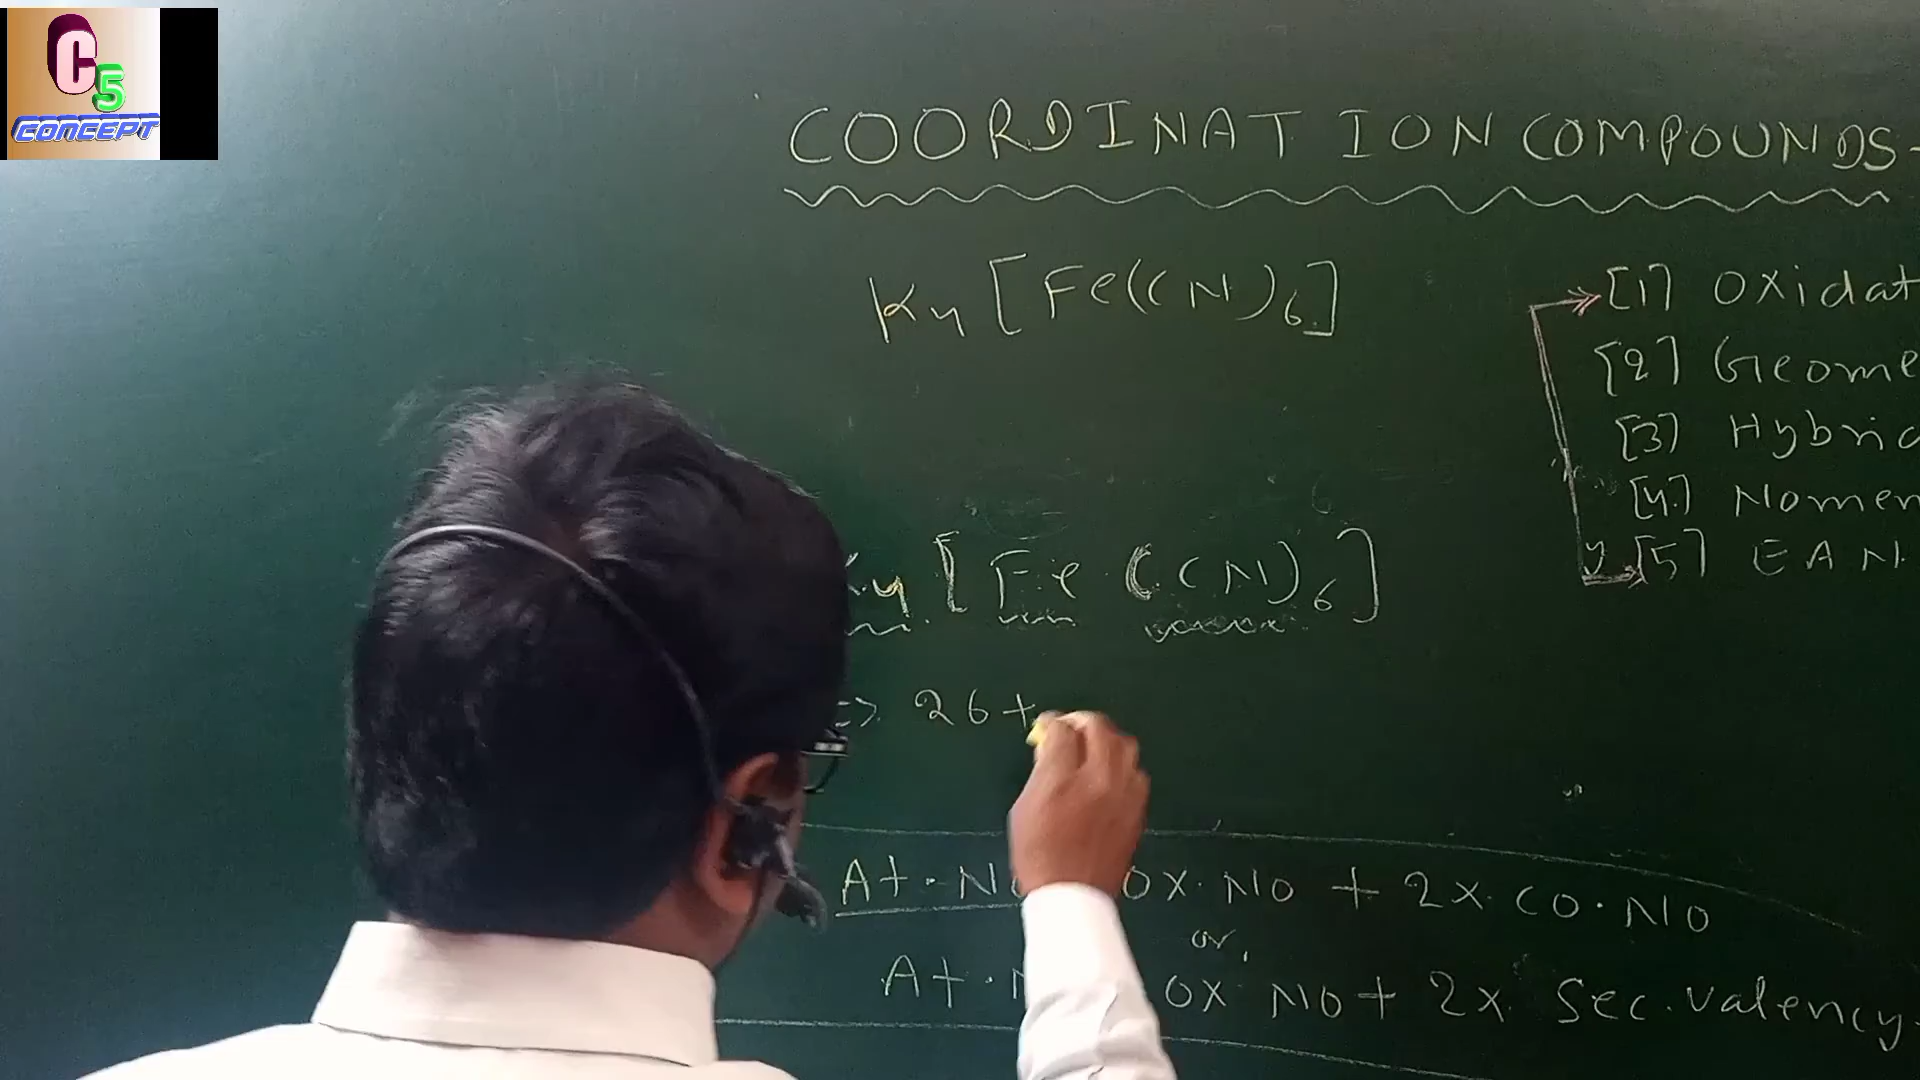 C5
CONCEPT
COORDINATION COMPOUNDS-
K4[Fe(CN)6]
[1] Oxidat
[2] Geome
[3] Hybrid
[4] Nomen
[5] EAN.
K4[Fe(CN)6]
=> 26+
At.No OX.NO + 2x.CO.NO
or,
At.N OX NO + 2x Sec.valency-